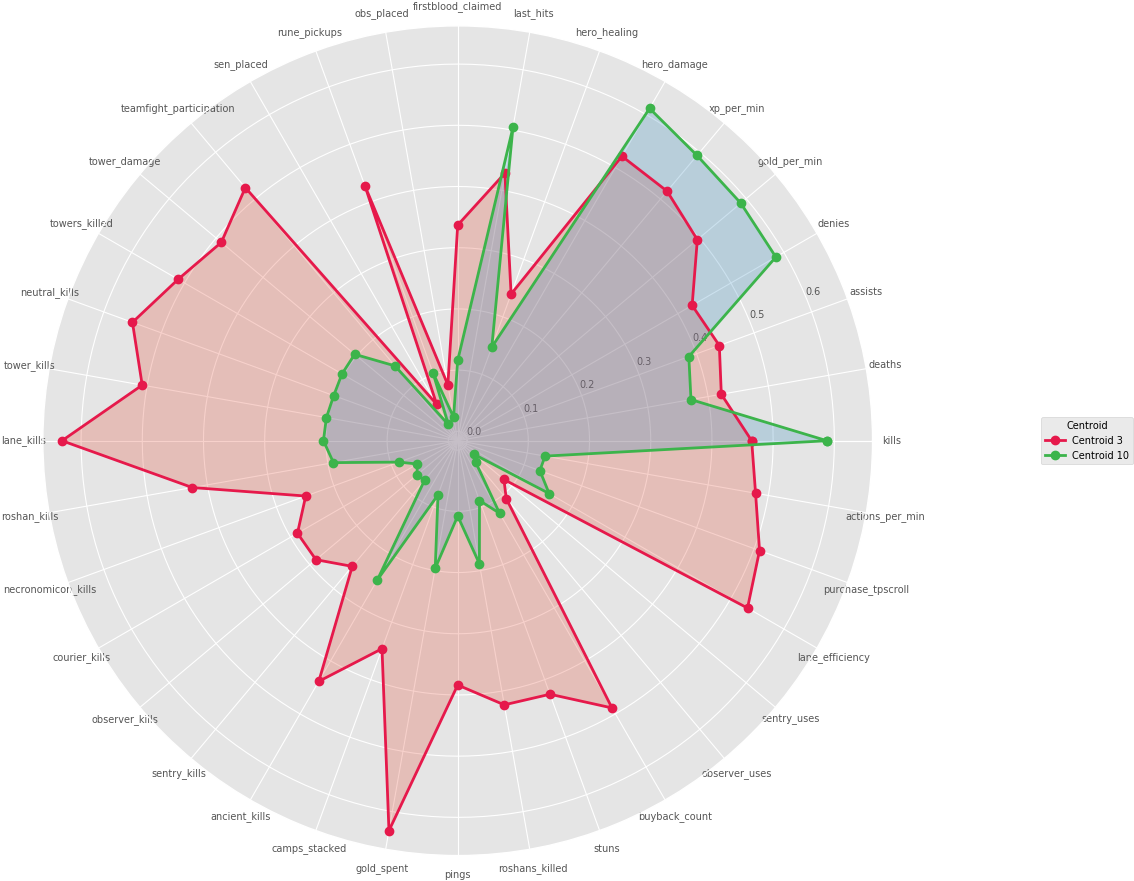 firstblood_claimed
obs_placed
last_hits
rune_pickups
hero_healing
sen_placed
hero_damage
teamfight_participation
xp_per_min
tower_damage
gold_per_min
towers_killed
denies
neutral_kills
assists
0.6
0.5
0.4
tower_kills
0.3
deaths
0.2
0.1
0.0
lane_kills
kills
Centroid
Centroid 3
Centroid 10
roshan_kills
actions_per_min
necronomicon_kills
purchase_tpscroll
courier_kills
lane_efficiency
observer_kills
sentry_uses
sentry_kills
observer_uses
ancient_kills
buyback_count
camps_stacked
stuns
gold_spent
roshans_killed
pings